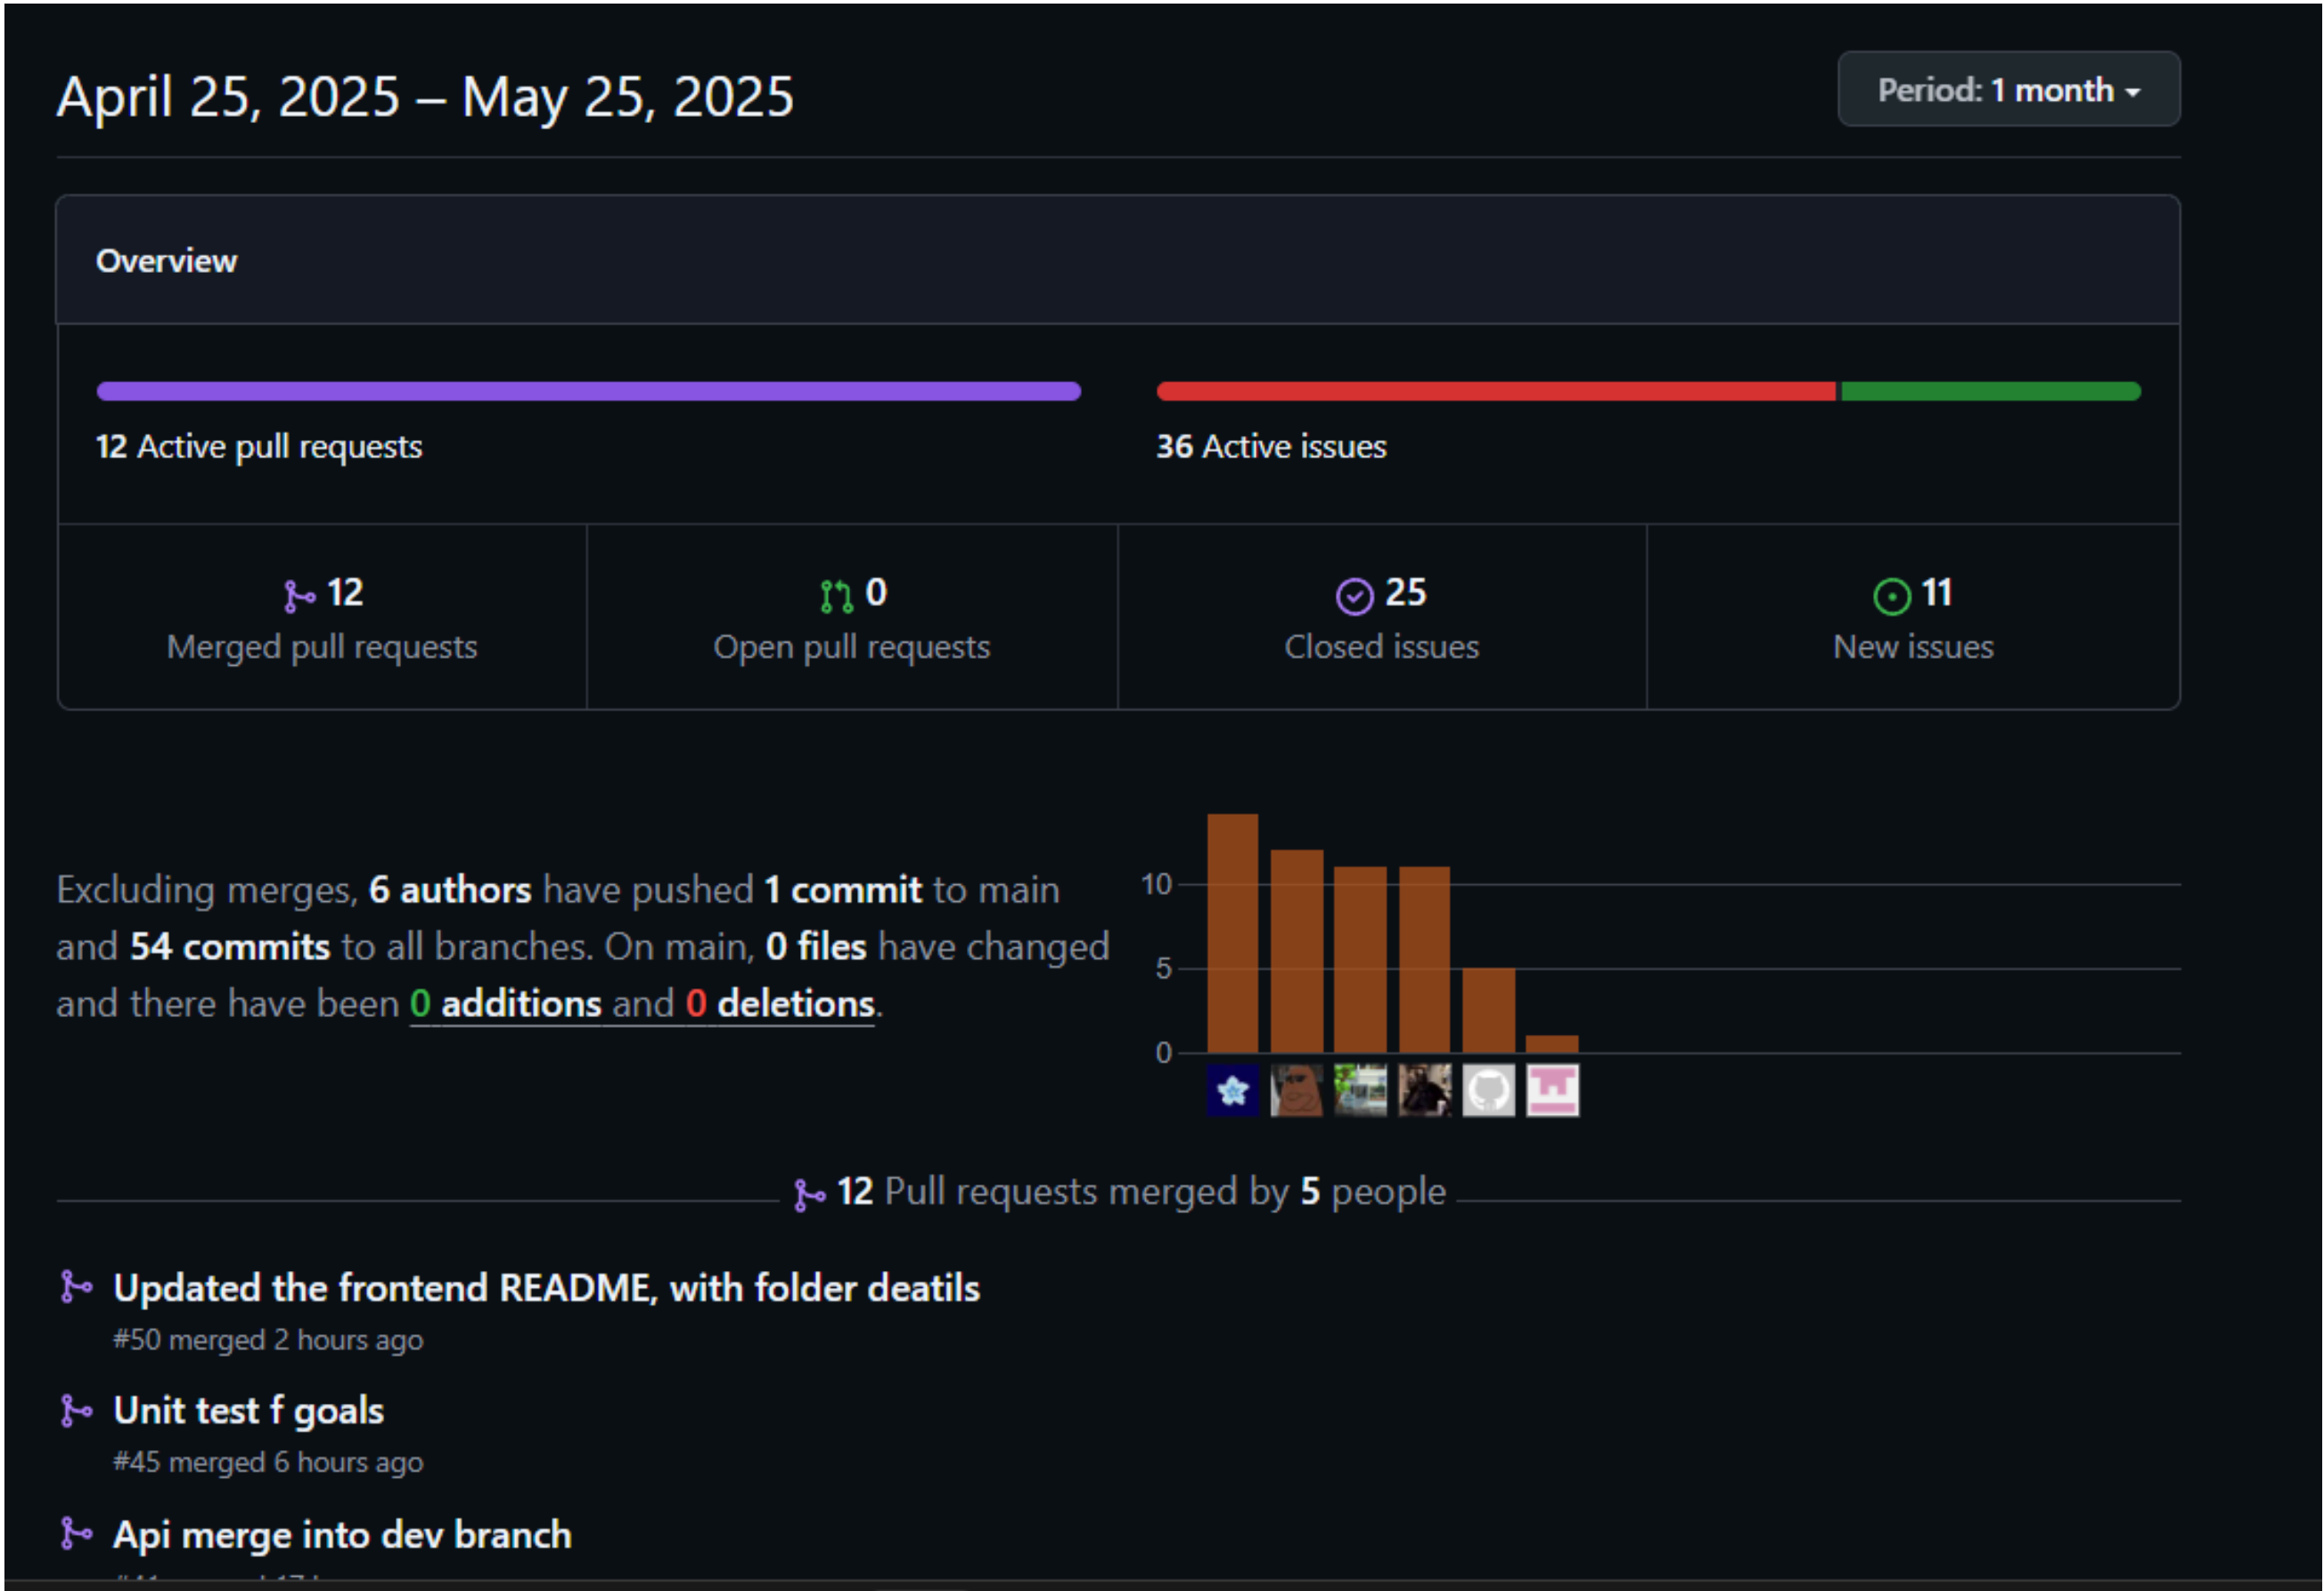 April 25, 2025 – May 25, 2025
Period: 1 month
Overview
12 Active pull requests
36 Active issues
12
Merged pull requests
0
Open pull requests
25
Closed issues
11
New issues
Excluding merges, 6 authors have pushed 1 commit to main
and 54 commits to all branches. On main, 0 files have changed
and there have been 0 additions and 0 deletions.
10
5
0
12 Pull requests merged by 5 people
Updated the frontend README, with folder deatils
#50 merged 2 hours ago
Unit test f goals
#45 merged 6 hours ago
Api merge into dev branch